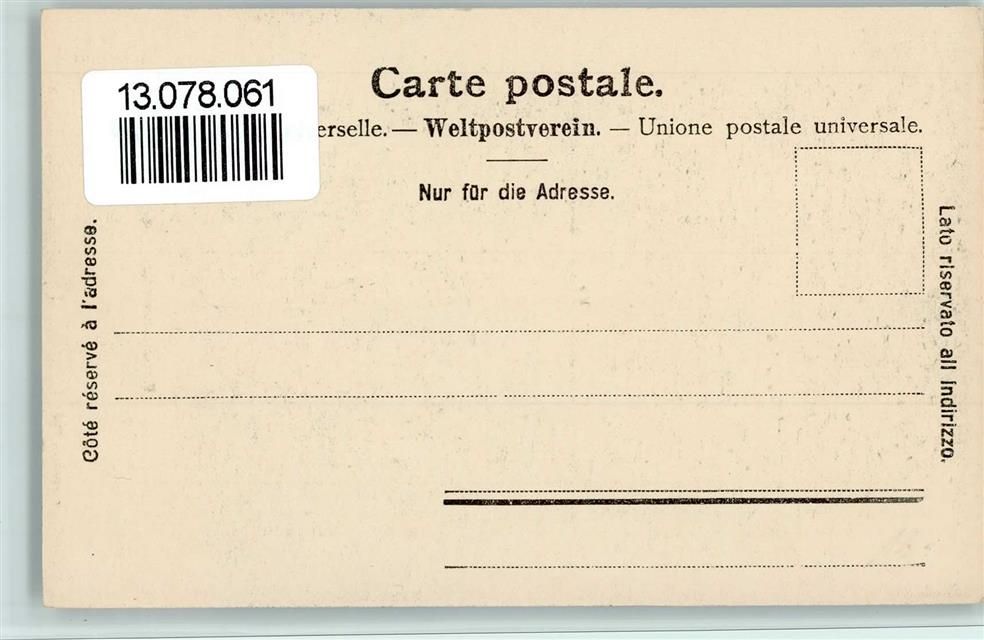 13.078.061
Carte postale.
erselle. — Weltpostverein. — Unione postale universale.
Nur für die Adresse.
Côté réservé à l'adresse.
Lato riservato all indirizzo.